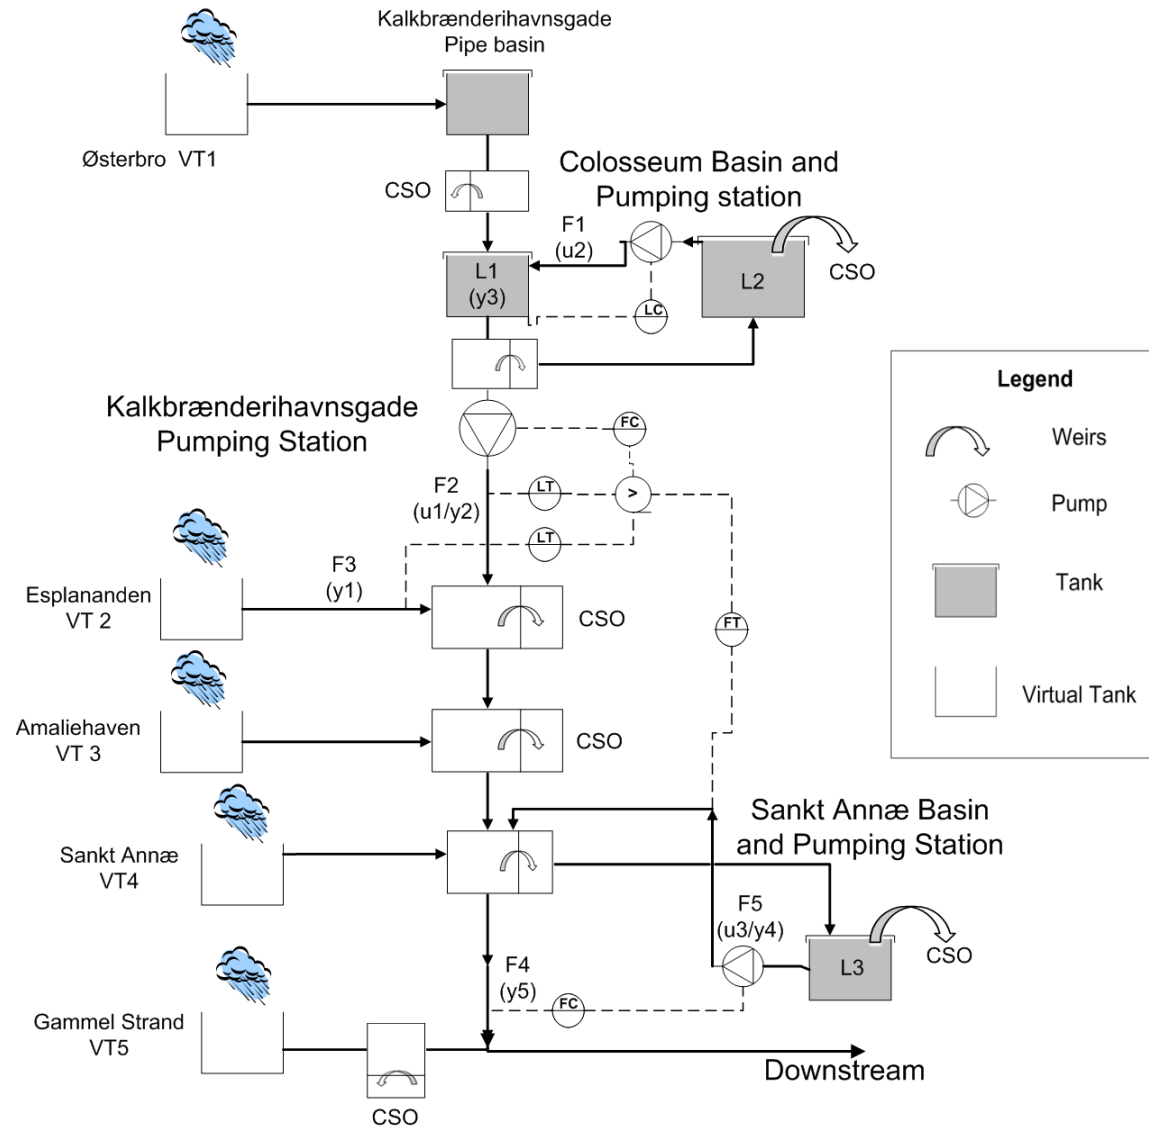 Kalkbrænderihavnsgade
Pipe basin
Østerbro  VT1
CSO
Colosseum Basin and
Pumping station
F1
(u2)
L1
(y3)
L2
CSO
LC
Kalkbrænderihavnsgade
Pumping Station
FC
F2
(u1/y2)
LT
>
LT
F3
(y1)
Esplananden
VT 2
CSO
FT
Amaliehaven
VT 3
CSO
Sankt Annæ
VT4
Sankt Annæ Basin
and Pumping Station
F5
(u3/y4)
L3
CSO
F4
(y5)
FC
Gammel Strand
VT5
CSO
Downstream
Legend
Weirs
Pump
Tank
Virtual Tank